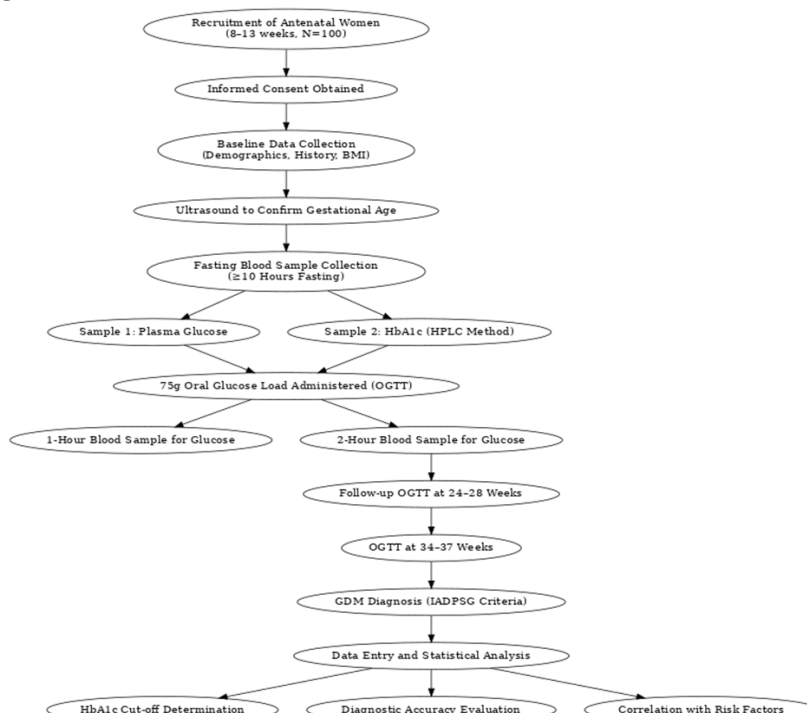 Recruitment of Antenatal Women
(8–13 weeks, N=100)
Informed Consent Obtained
Baseline Data Collection
(Demographics, History, BMI)
Ultrasound to Confirm Gestational Age
Fasting Blood Sample Collection
(≥10 Hours Fasting)
Sample 1: Plasma Glucose
Sample 2: HbA1c (HPLC Method)
75g Oral Glucose Load Administered (OGTT)
1-Hour Blood Sample for Glucose
2-Hour Blood Sample for Glucose
Follow-up OGTT at 24–28 Weeks
OGTT at 34–37 Weeks
GDM Diagnosis (IADPSG Criteria)
Data Entry and Statistical Analysis
HbA1c Cut-off Determination
Diagnostic Accuracy Evaluation
Correlation with Risk Factors